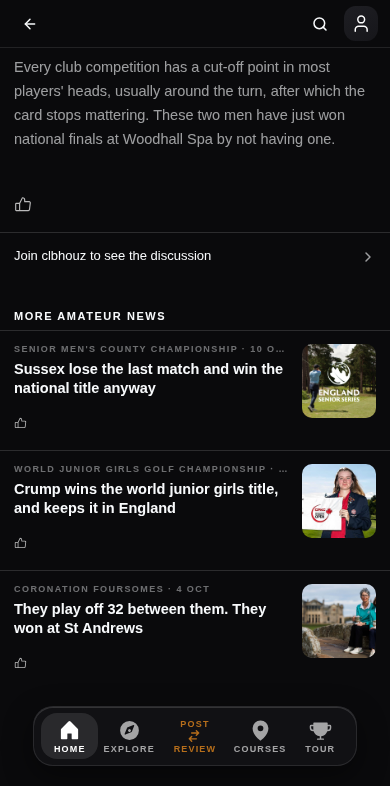 Every club competition has a cut-off point in most
players' heads, usually around the turn, after which the
card stops mattering. These two men have just won
national finals at Woodhall Spa by not having one.
Join clbhouz to see the discussion
MORE AMATEUR NEWS
SENIOR MEN'S COUNTY CHAMPIONSHIP · 10 O…
Sussex lose the last match and win the
national title anyway
ENGLAND
SENIOR SERIES
WORLD JUNIOR GIRLS GOLF CHAMPIONSHIP · …
Crump wins the world junior girls title,
and keeps it in England
OPEN
CORONATION FOURSOMES · 4 OCT
They play off 32 between them. They
won at St Andrews
HOME
EXPLORE
POST
REVIEW
COURSES
TOUR